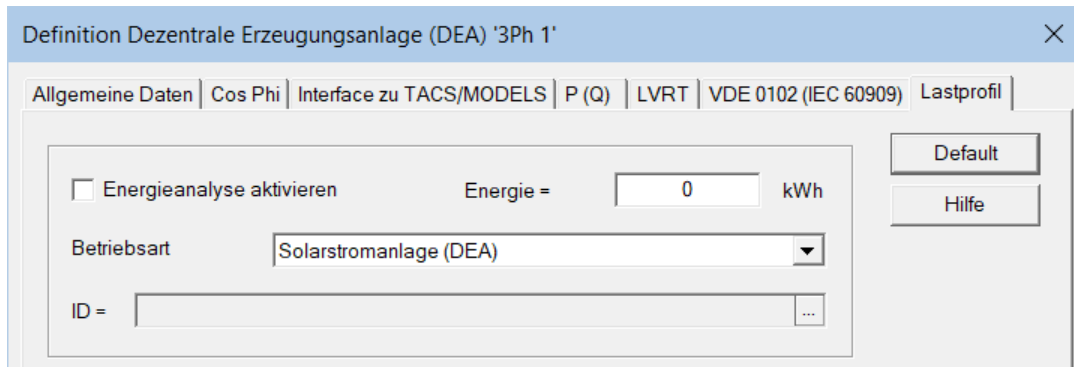 Definition Dezentrale Erzeugungsanlage (DEA) '3Ph 1'
Allgemeine Daten Cos Phi Interface zu TACS/MODELS P (Q) LVRT VDE 0102 (IEC 60909) Lastprofil
Default
Energieanalyse aktivieren Energie = 0 kWh
Hilfe
Betriebsart Solarstromanlage (DEA)
ID = ...